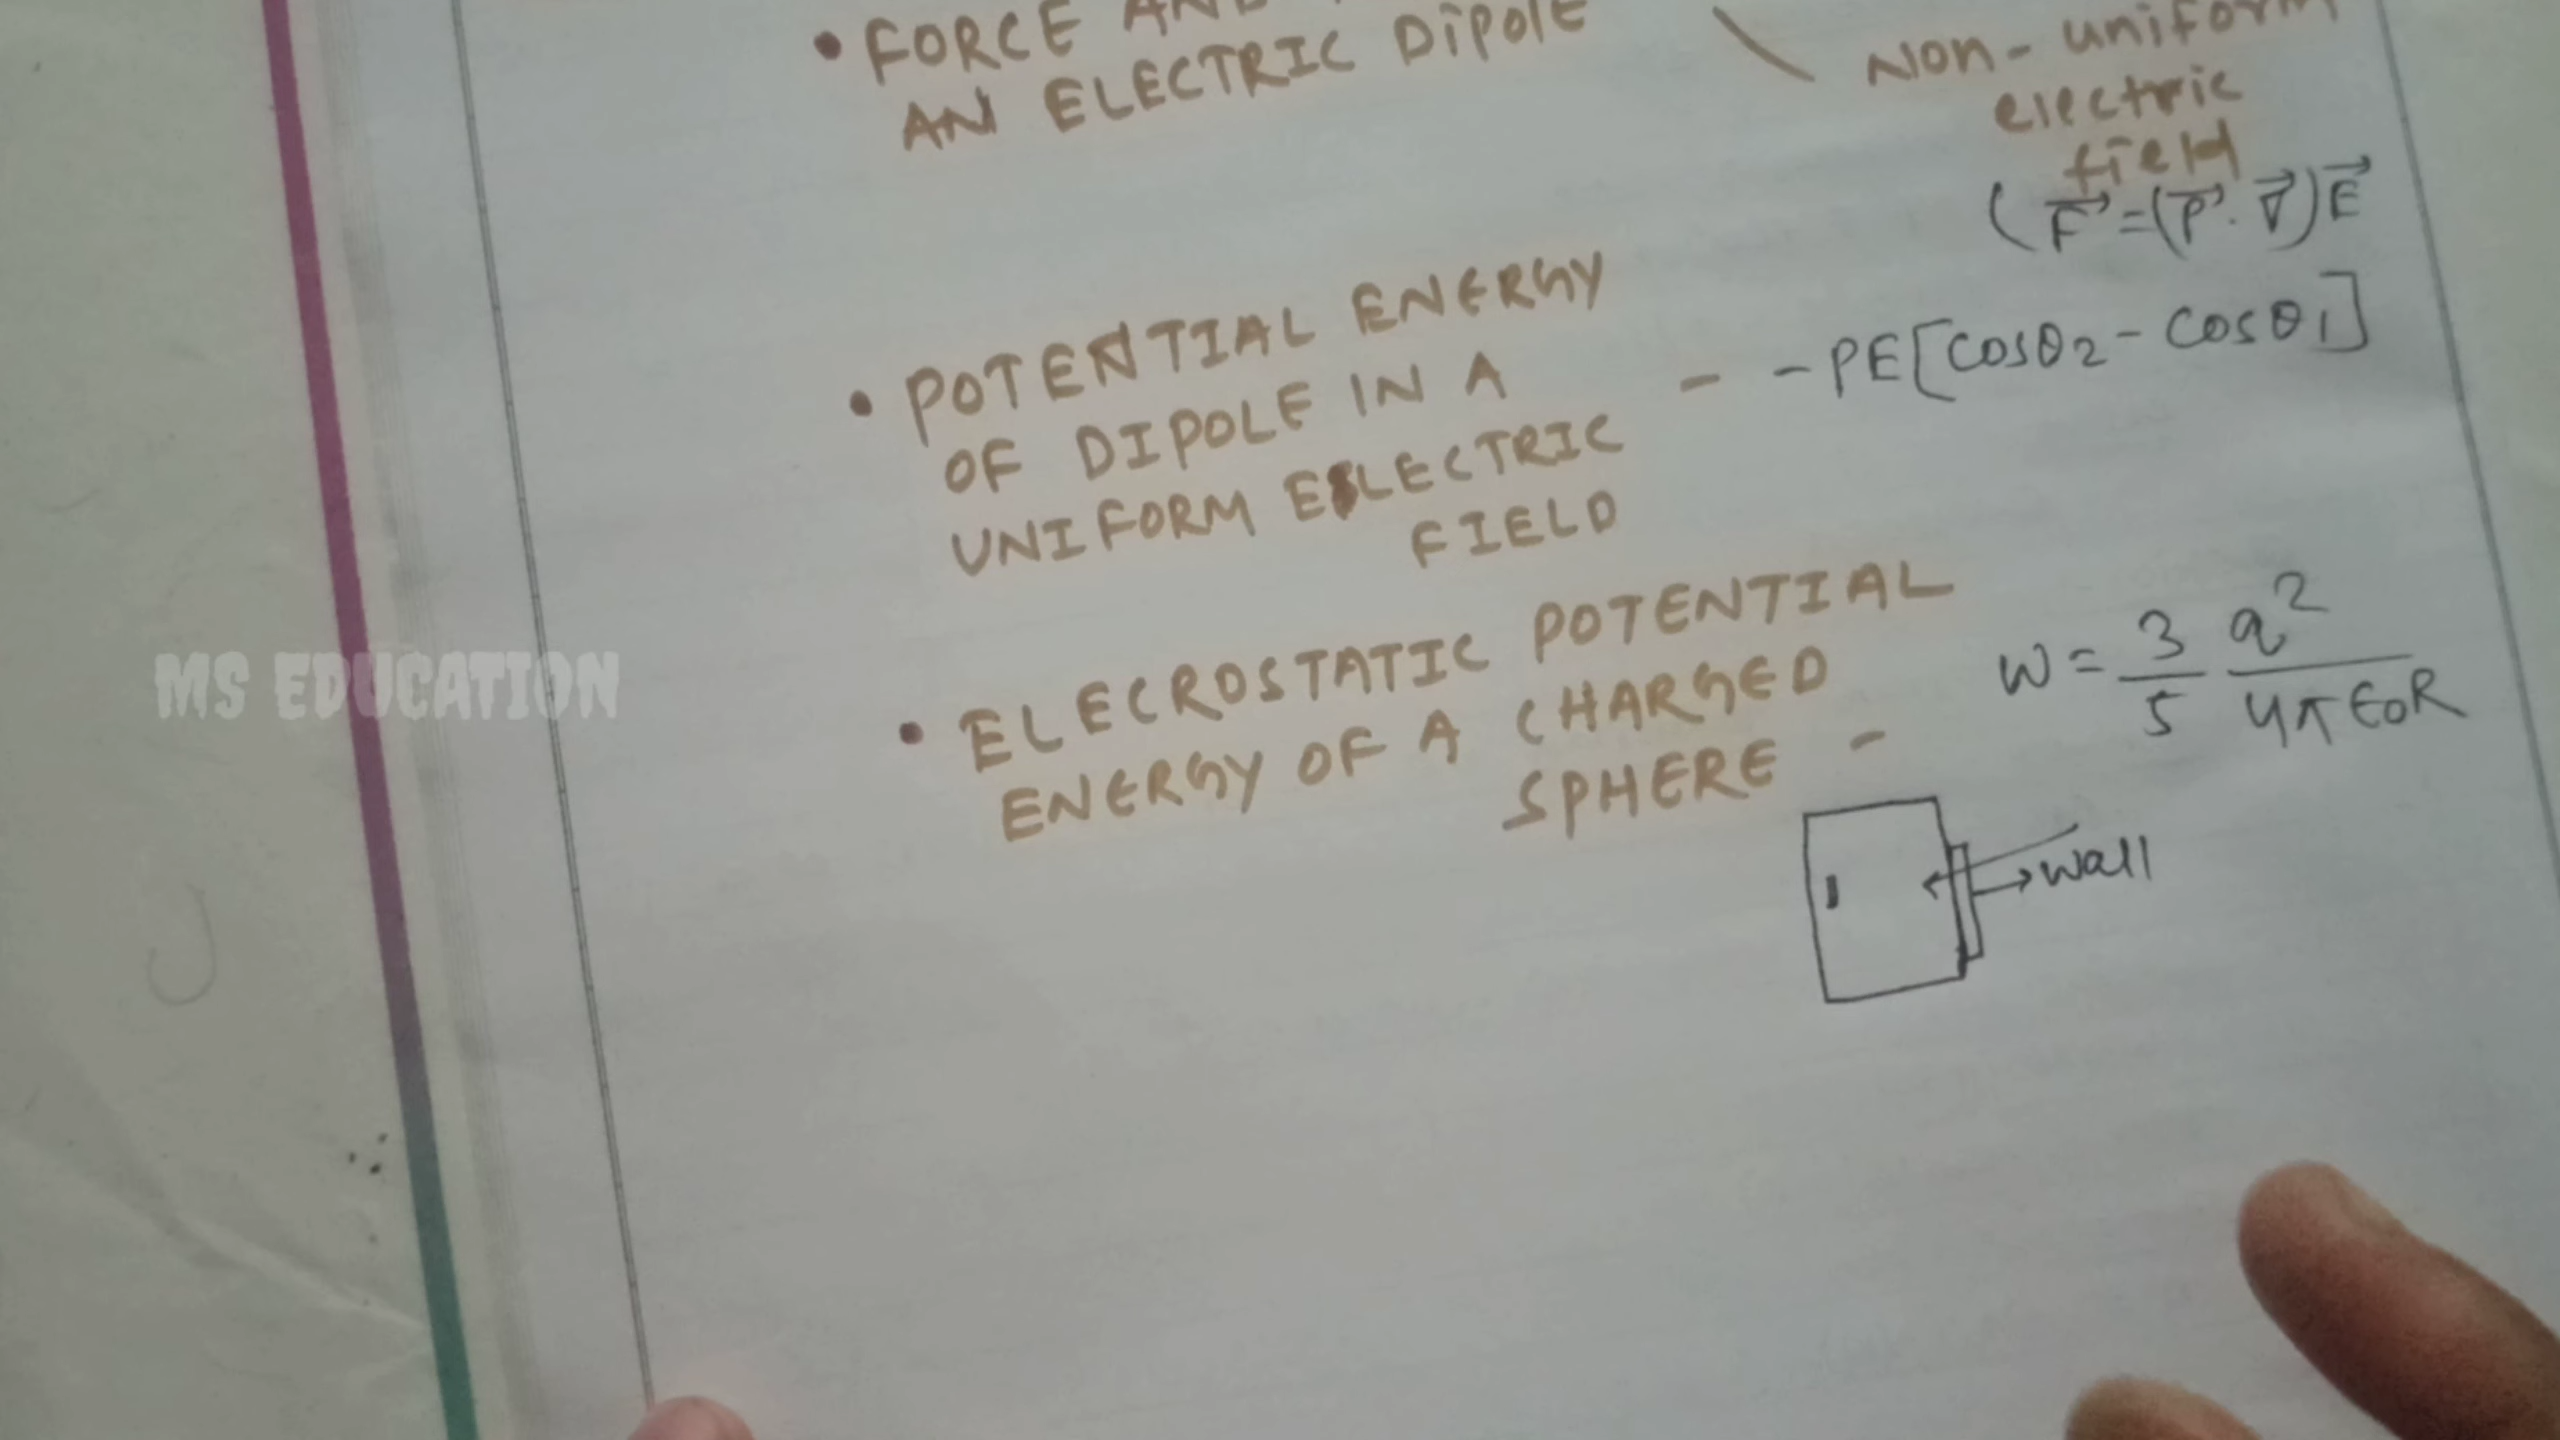 • FORCE AND
AN ELECTRIC DIPOLE
Non-uniform
electric
field
(F⃗ = (P⃗ . ∇⃗) E⃗
• POTENTIAL ENERGY
OF DIPOLE IN A
UNIFORM ELECTRIC
FIELD
- -PE[cosθ2 - cosθ1]
• ELECROSTATIC POTENTIAL
ENERGY OF A CHARGED
SPHERE -
W = 3/5 q²/4πε0R
wall
MS EDUCATION